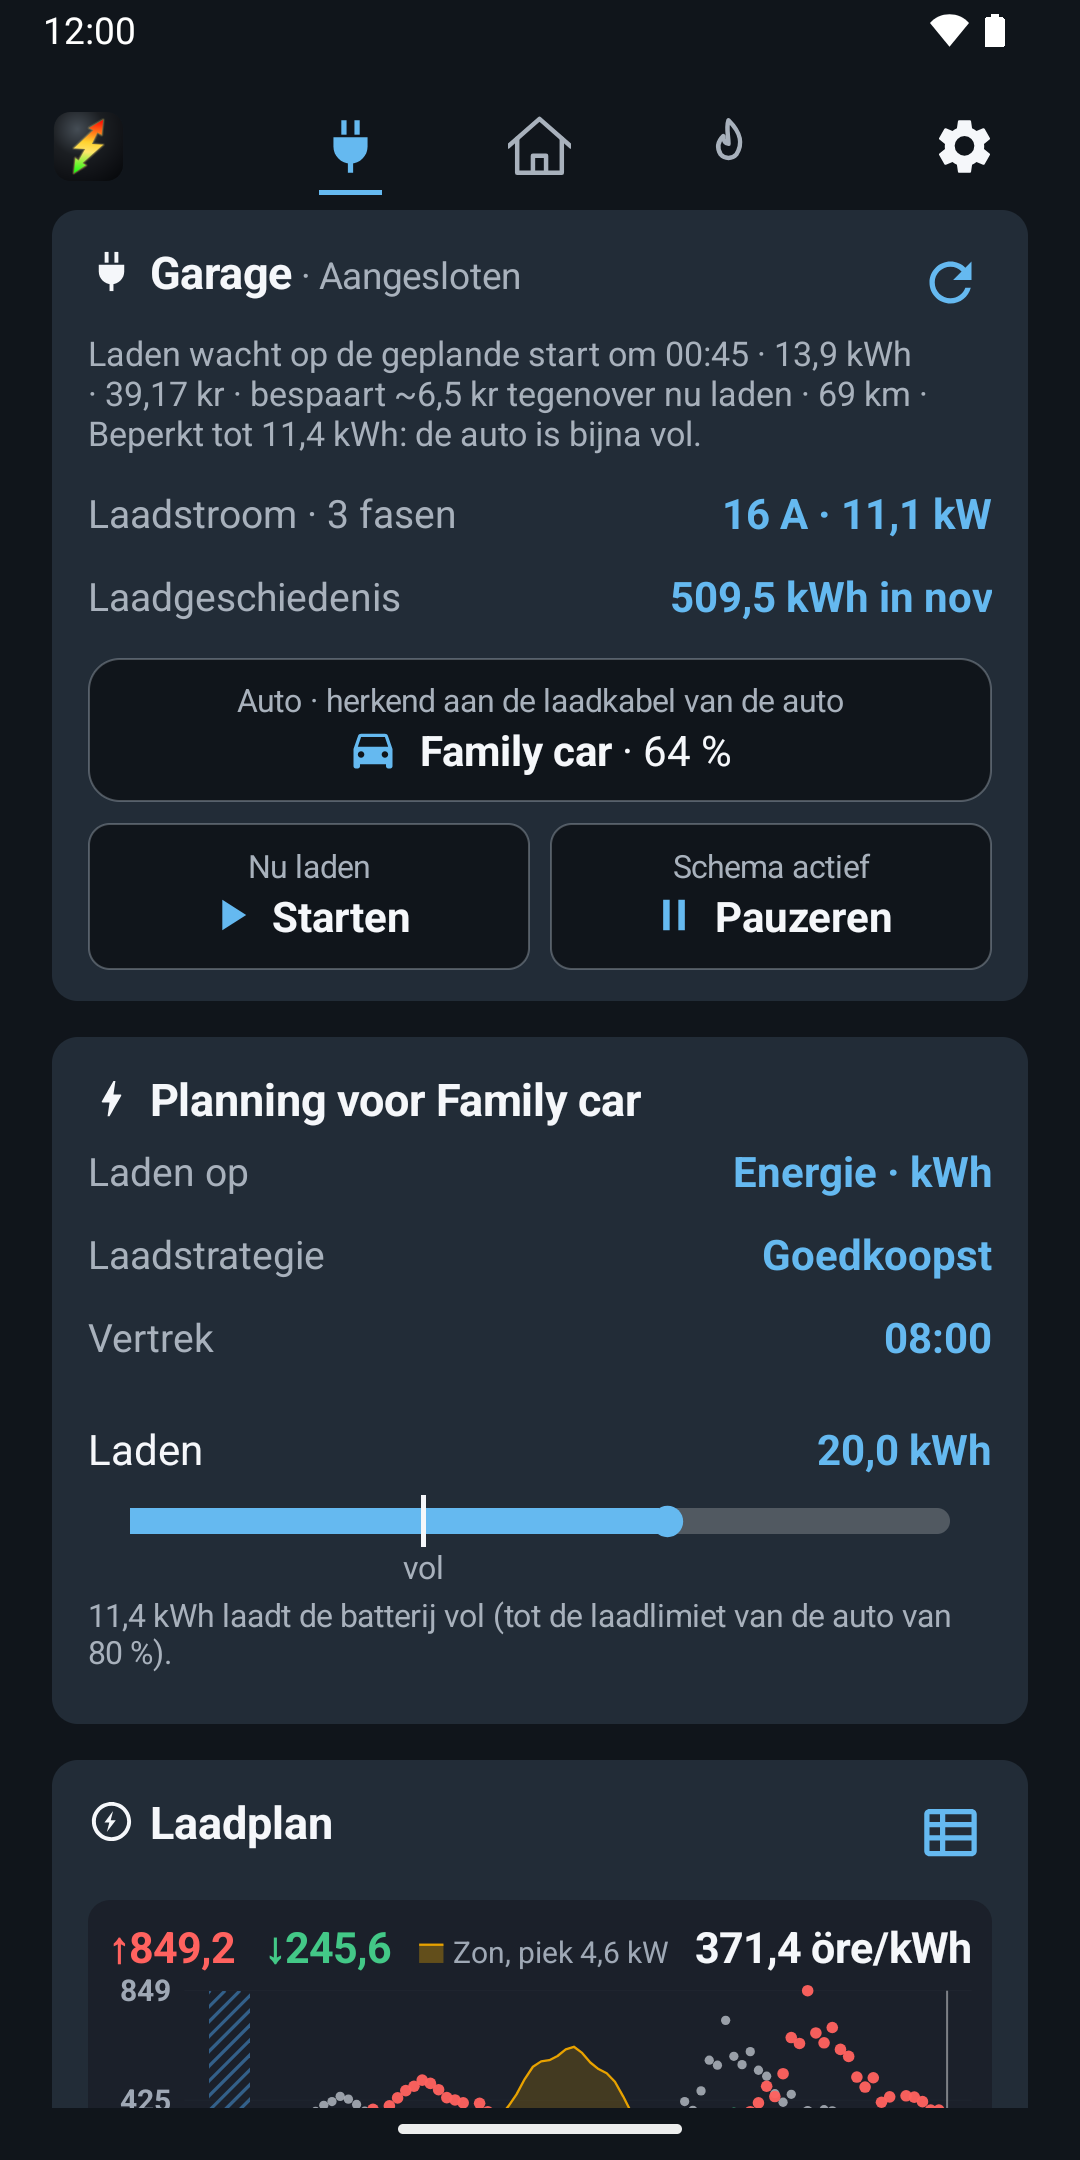 12:00
Garage · Aangesloten
Laden wacht op de geplande start om 00:45 · 13,9 kWh
· 39,17 kr · bespaart ~6,5 kr tegenover nu laden · 69 km ·
Beperkt tot 11,4 kWh: de auto is bijna vol.
Laadstroom · 3 fasen 16 A · 11,1 kW
Laadgeschiedenis 509,5 kWh in nov
Auto · herkend aan de laadkabel van de auto
Family car · 64 %
Nu laden
Starten
Schema actief
Pauzeren
Planning voor Family car
Laden op Energie · kWh
Laadstrategie Goedkoopst
Vertrek 08:00
Laden 20,0 kWh
vol
11,4 kWh laadt de batterij vol (tot de laadlimiet van de auto van
80 %).
Laadplan
↑849,2 ↓245,6 Zon, piek 4,6 kW 371,4 öre/kWh
849
425